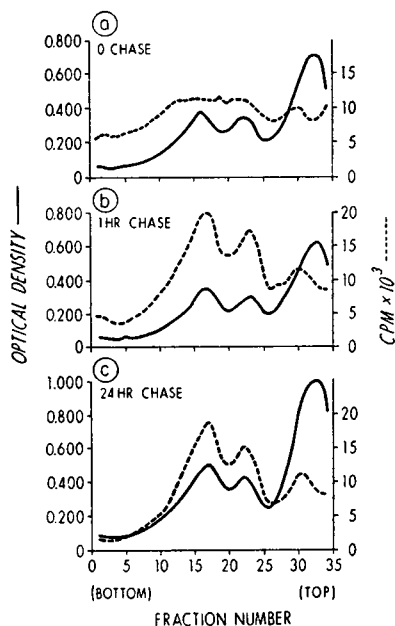 a
0 CHASE
0.800
0.600
0.400
0.200
0
15
10
5
0
b
1HR CHASE
0.800
0.600
0.400
0.200
0
20
15
10
5
0
c
24 HR CHASE
1.000
0.800
0.600
0.400
0.200
0
20
15
10
5
0
0 5 10 15 20 25 30 35
(BOTTOM) (TOP)
FRACTION NUMBER
OPTICAL DENSITY
CPM × 10³